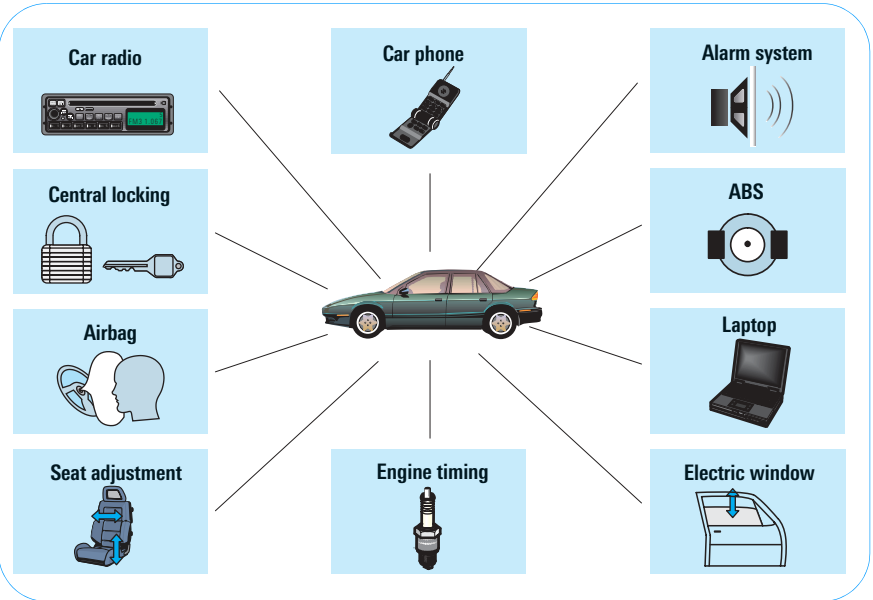 Car radio
Car phone
Alarm system
Central locking
ABS
Airbag
Laptop
Seat adjustment
Engine timing
Electric window